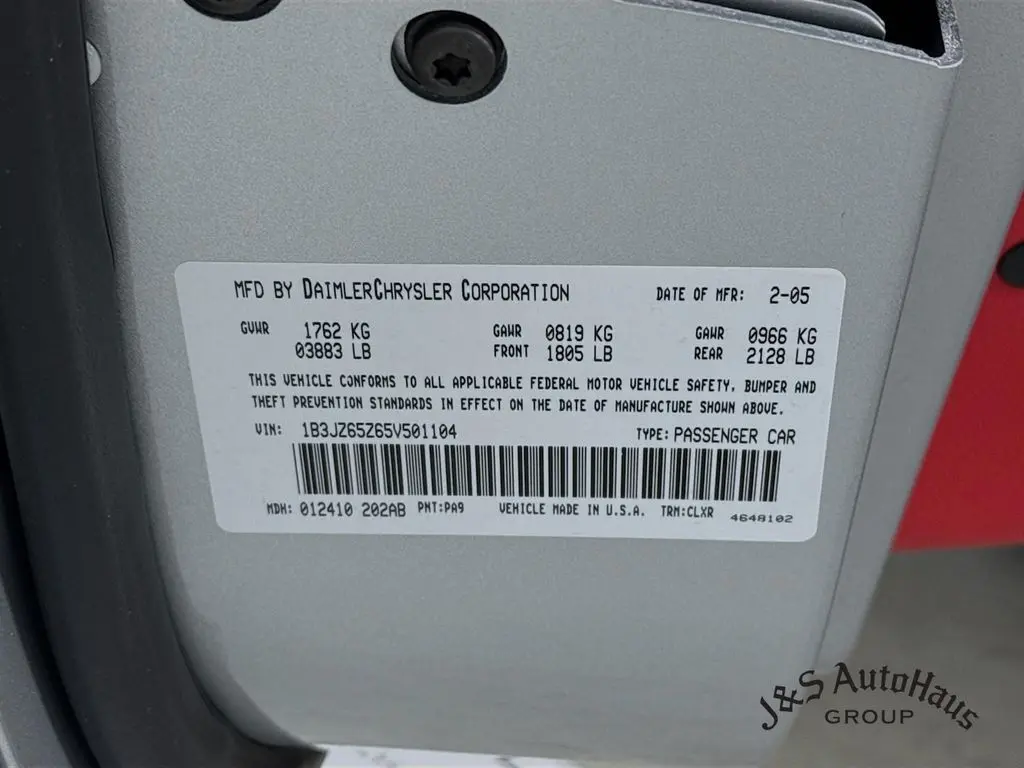 MFD BY DAIMLERCHRYSLER CORPORATION DATE OF MFR: 2-05
GVWR 1762 KG GAWR 0819 KG GAWR 0966 KG
03883 LB FRONT 1805 LB REAR 2128 LB
THIS VEHICLE CONFORMS TO ALL APPLICABLE FEDERAL MOTOR VEHICLE SAFETY, BUMPER AND
THEFT PREVENTION STANDARDS IN EFFECT ON THE DATE OF MANUFACTURE SHOWN ABOVE.
VIN: 1B3JZ65Z65V501104 TYPE: PASSENGER CAR
MDH: 012410 202AB PNT:PA9 VEHICLE MADE IN U.S.A. TRM:CLXR 4648102
J&S AutoHaus
GROUP